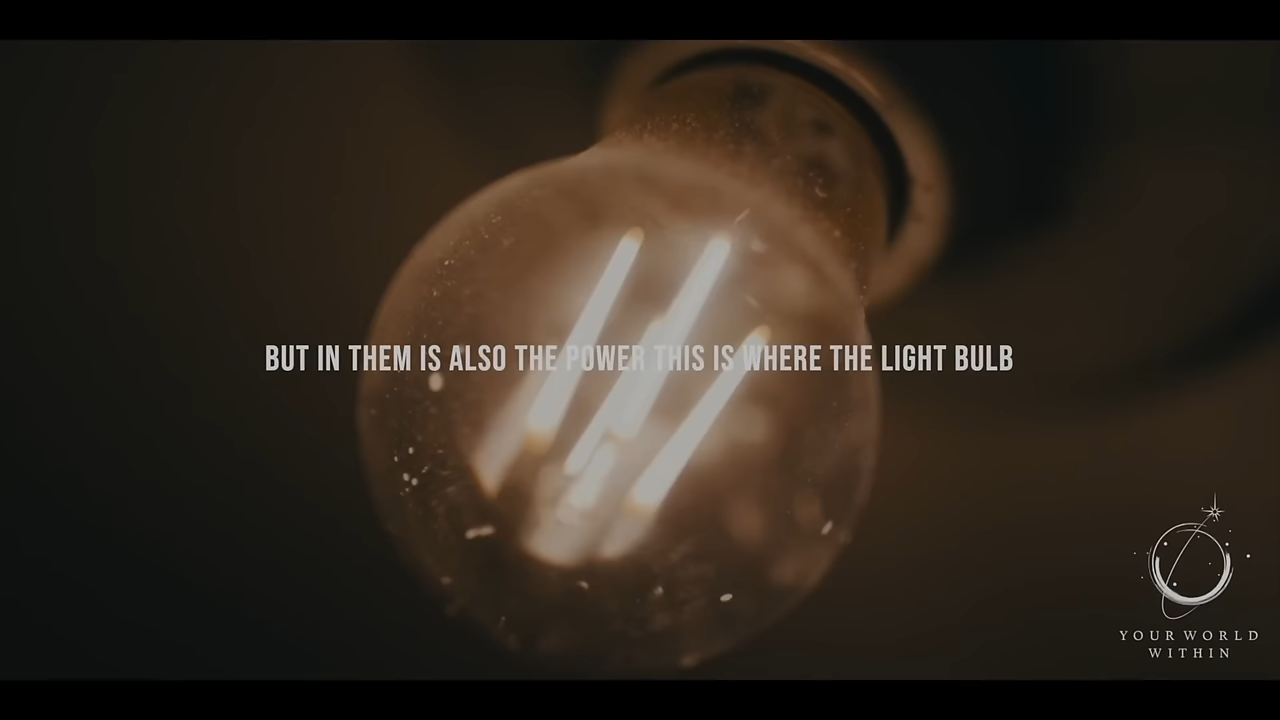 BUT IN THEM IS ALSO THE POWER THIS IS WHERE THE LIGHT BULB
YOUR WORLD
WITHIN